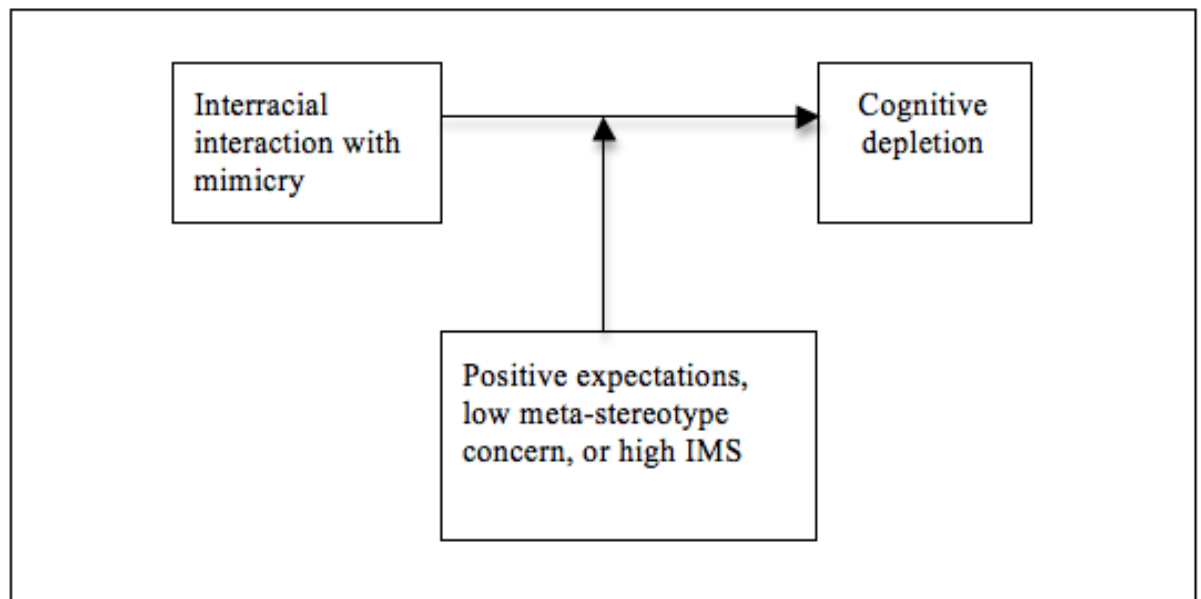 Interracial
interaction with
mimicry
Cognitive
depletion
Positive expectations,
low meta-stereotype
concern, or high IMS